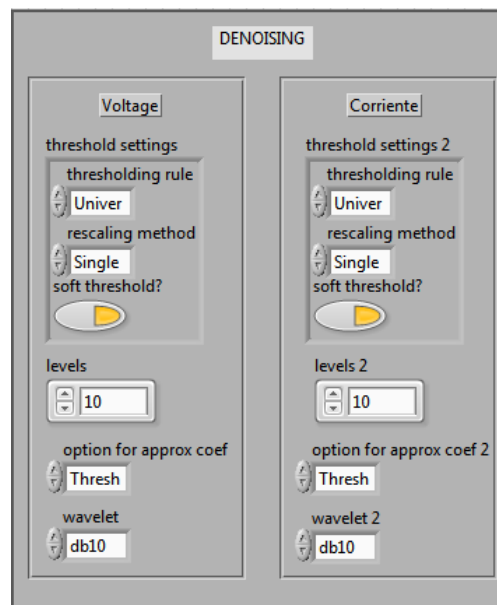 DENOISING
Voltage
threshold settings
thresholding rule
Univer
rescaling method
Single
soft threshold?
levels
10
option for approx coef
Thresh
wavelet
db10
Corriente
threshold settings 2
thresholding rule
Univer
rescaling method
Single
soft threshold?
levels 2
10
option for approx coef 2
Thresh
wavelet 2
db10